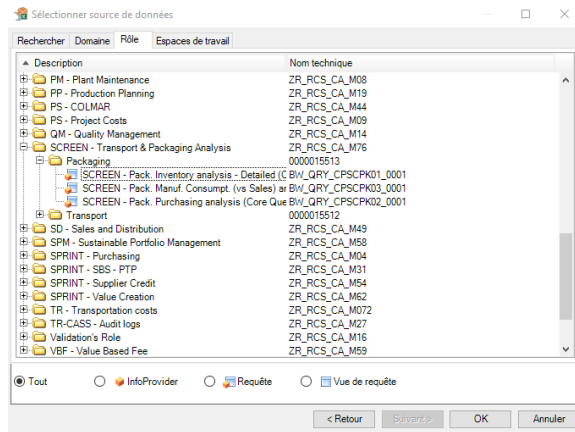 Sélectionner source de données
Rechercher Domaine Rôle Espaces de travail
Description Nom technique
PM - Plant Maintenance ZR_RCS_CA_M08
PP - Production Planning ZR_RCS_CA_M19
PS - COLMAR ZR_RCS_CA_M44
PS - Project Costs ZR_RCS_CA_M09
QM - Quality Management ZR_RCS_CA_M14
SCREEN - Transport & Packaging Analysis ZR_RCS_CA_M76
Packaging 0000015513
SCREEN - Pack. Inventory analysis - Detailed (C BW_QRY_CPSCPK01_0001
SCREEN - Pack. Manuf. Consumpt. (vs Sales) ar BW_QRY_CPSCPK03_0001
SCREEN - Pack. Purchasing analysis (Core Que BW_QRY_CPSCPK02_0001
Transport 0000015512
SD - Sales and Distribution ZR_RCS_CA_M49
SPM - Sustainable Portfolio Management ZR_RCS_CA_M58
SPRINT - Purchasing ZR_RCS_CA_M04
SPRINT - SBS - PTP ZR_RCS_CA_M31
SPRINT - Supplier Credit ZR_RCS_CA_M54
SPRINT - Value Creation ZR_RCS_CA_M62
TR - Transportation costs ZR_RCS_CA_M072
TR-CASS - Audit logs ZR_RCS_CA_M27
Validation's Role ZR_RCS_CA_M16
VBF - Value Based Fee ZR_RCS_CA_M59
Tout InfoProvider Requête Vue de requête
< Retour Suivant > OK Annuler